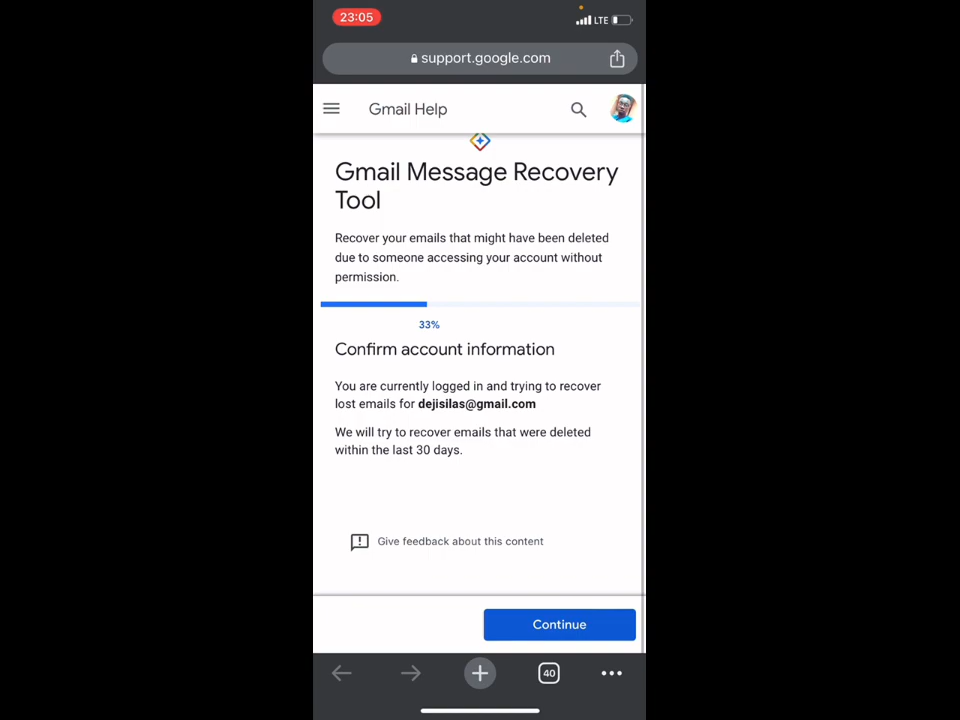 23:05
LTE
support.google.com
Gmail Help
Gmail Message Recovery
Tool
Recover your emails that might have been deleted
due to someone accessing your account without
permission.
33%
Confirm account information
You are currently logged in and trying to recover
lost emails for dejisilas@gmail.com
We will try to recover emails that were deleted
within the last 30 days.
Give feedback about this content
Continue
40